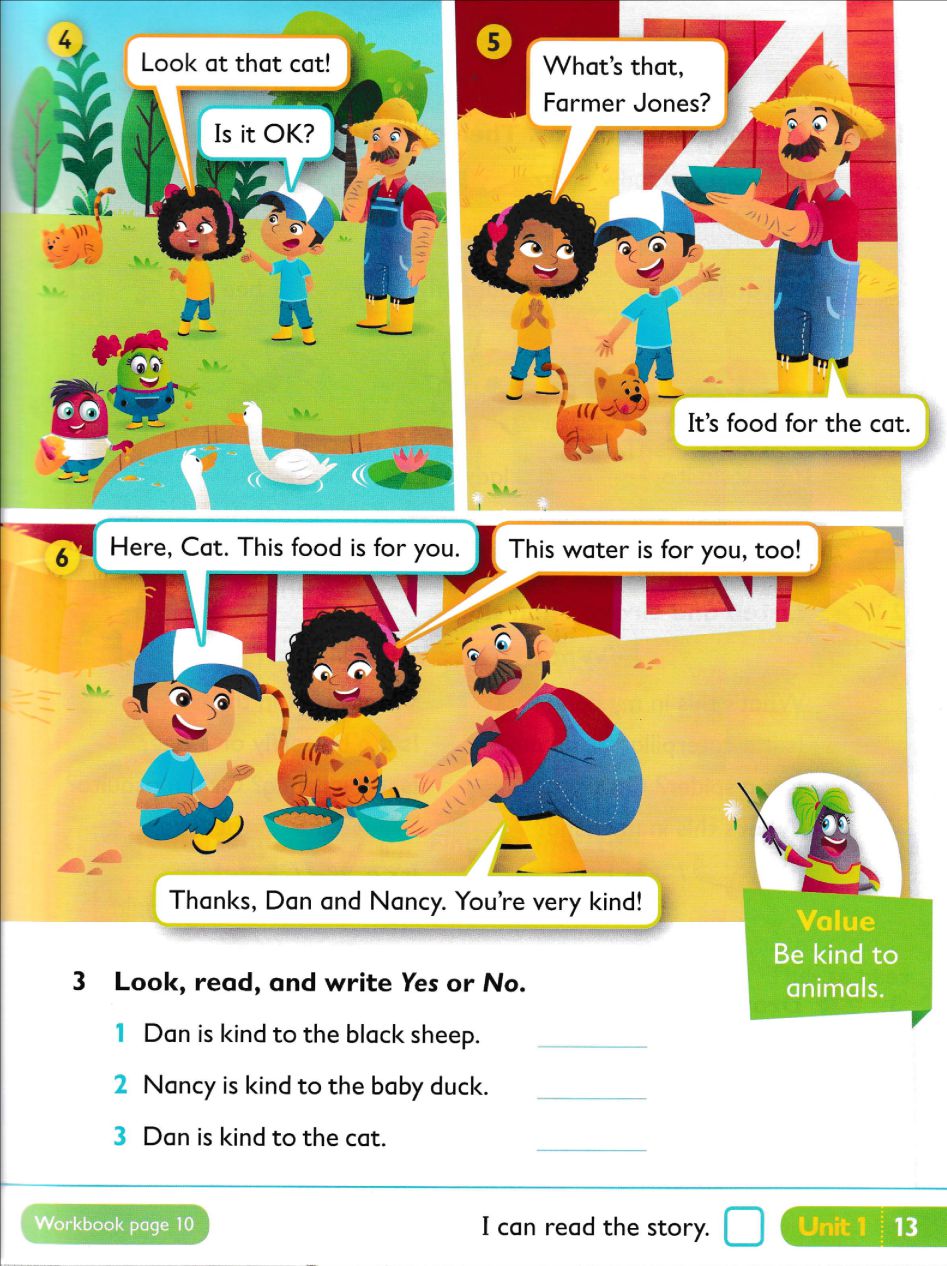 4
Look at that cat!
Is it OK?
5
What's that,
Farmer Jones?
It's food for the cat.
6
Here, Cat. This food is for you.
This water is for you, too!
Thanks, Dan and Nancy. You're very kind!
Value
Be kind to
animals.
3 Look, read, and write Yes or No.
1 Dan is kind to the black sheep.
2 Nancy is kind to the baby duck.
3 Dan is kind to the cat.
Workbook page 10
I can read the story.
Unit 1 13